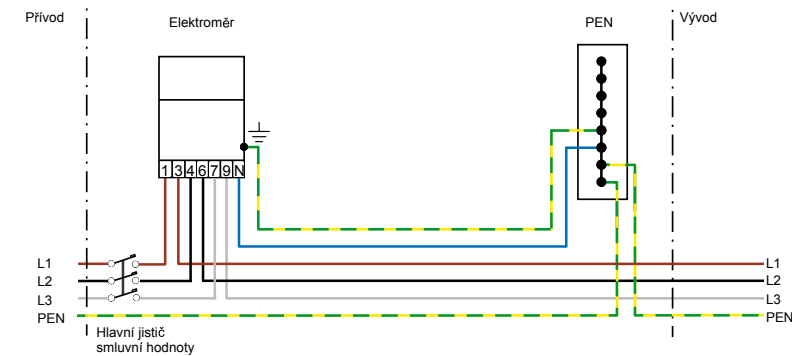 Přívod
Elektroměr
PEN
Vývod
1 3 4 6 7 9 N
L1
L2
L3
PEN
L1
L2
L3
PEN
Hlavní jistič
smluvní hodnoty